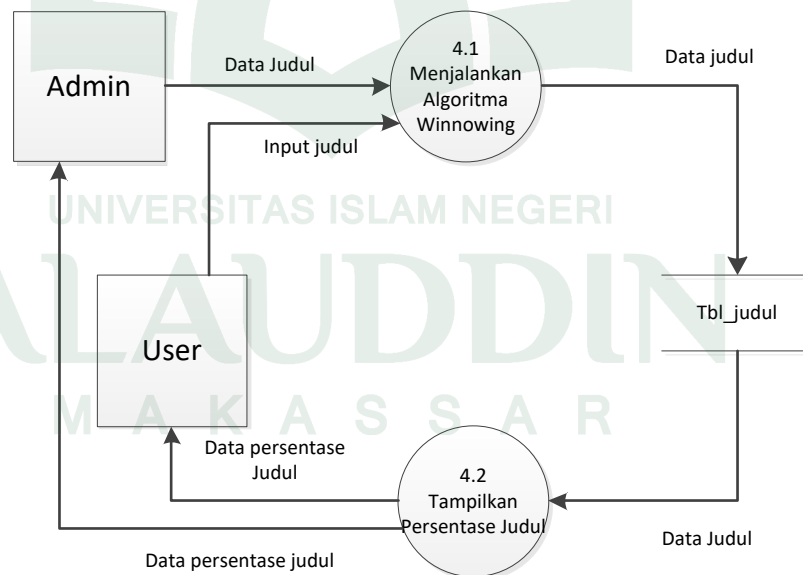 Admin
Data Judul
4.1
Menjalankan
Algoritma
Winnowing
Data judul
Input judul
UNIVERSITAS ISLAM NEGERI
ALAUDDIN
MAKASSAR
User
Tbl_judul
Data persentase
Judul
4.2
Tampilkan
Persentase Judul
Data Judul
Data persentase judul